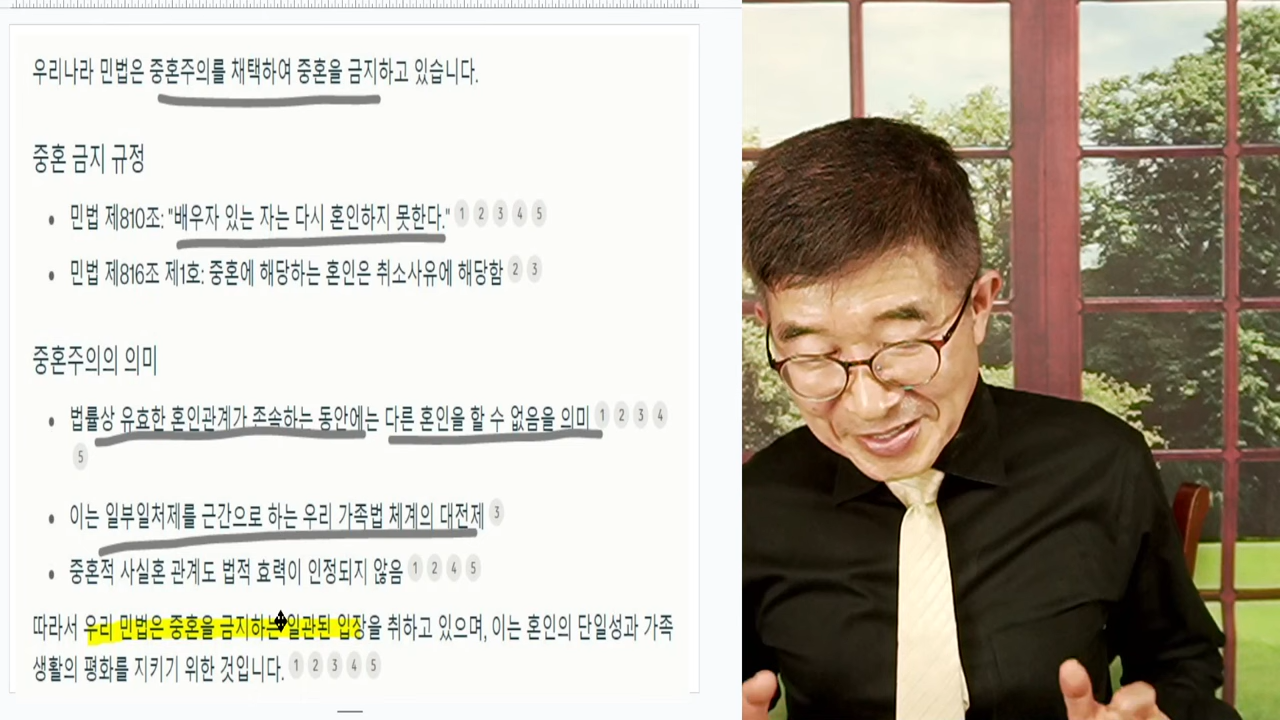 우리나라 민법은 중혼주의를 채택하여 중혼을 금지하고 있습니다.
중혼 금지 규정
• 민법 제810조: "배우자 있는 자는 다시 혼인하지 못한다." 1 2 3 4 5
• 민법 제816조 제1호: 중혼에 해당하는 혼인은 취소사유에 해당함 2 3
중혼주의의 의미
• 법률상 유효한 혼인관계가 존속하는 동안에는 다른 혼인을 할 수 없음을 의미 1 2 3 4
5
• 이는 일부일처제를 근간으로 하는 우리 가족법 체계의 대전제 3
• 중혼적 사실혼 관계도 법적 효력이 인정되지 않음 1 2 4 5
따라서 우리 민법은 중혼을 금지하는 일관된 입장을 취하고 있으며, 이는 혼인의 단일성과 가족
생활의 평화를 지키기 위한 것입니다. 1 2 3 4 5